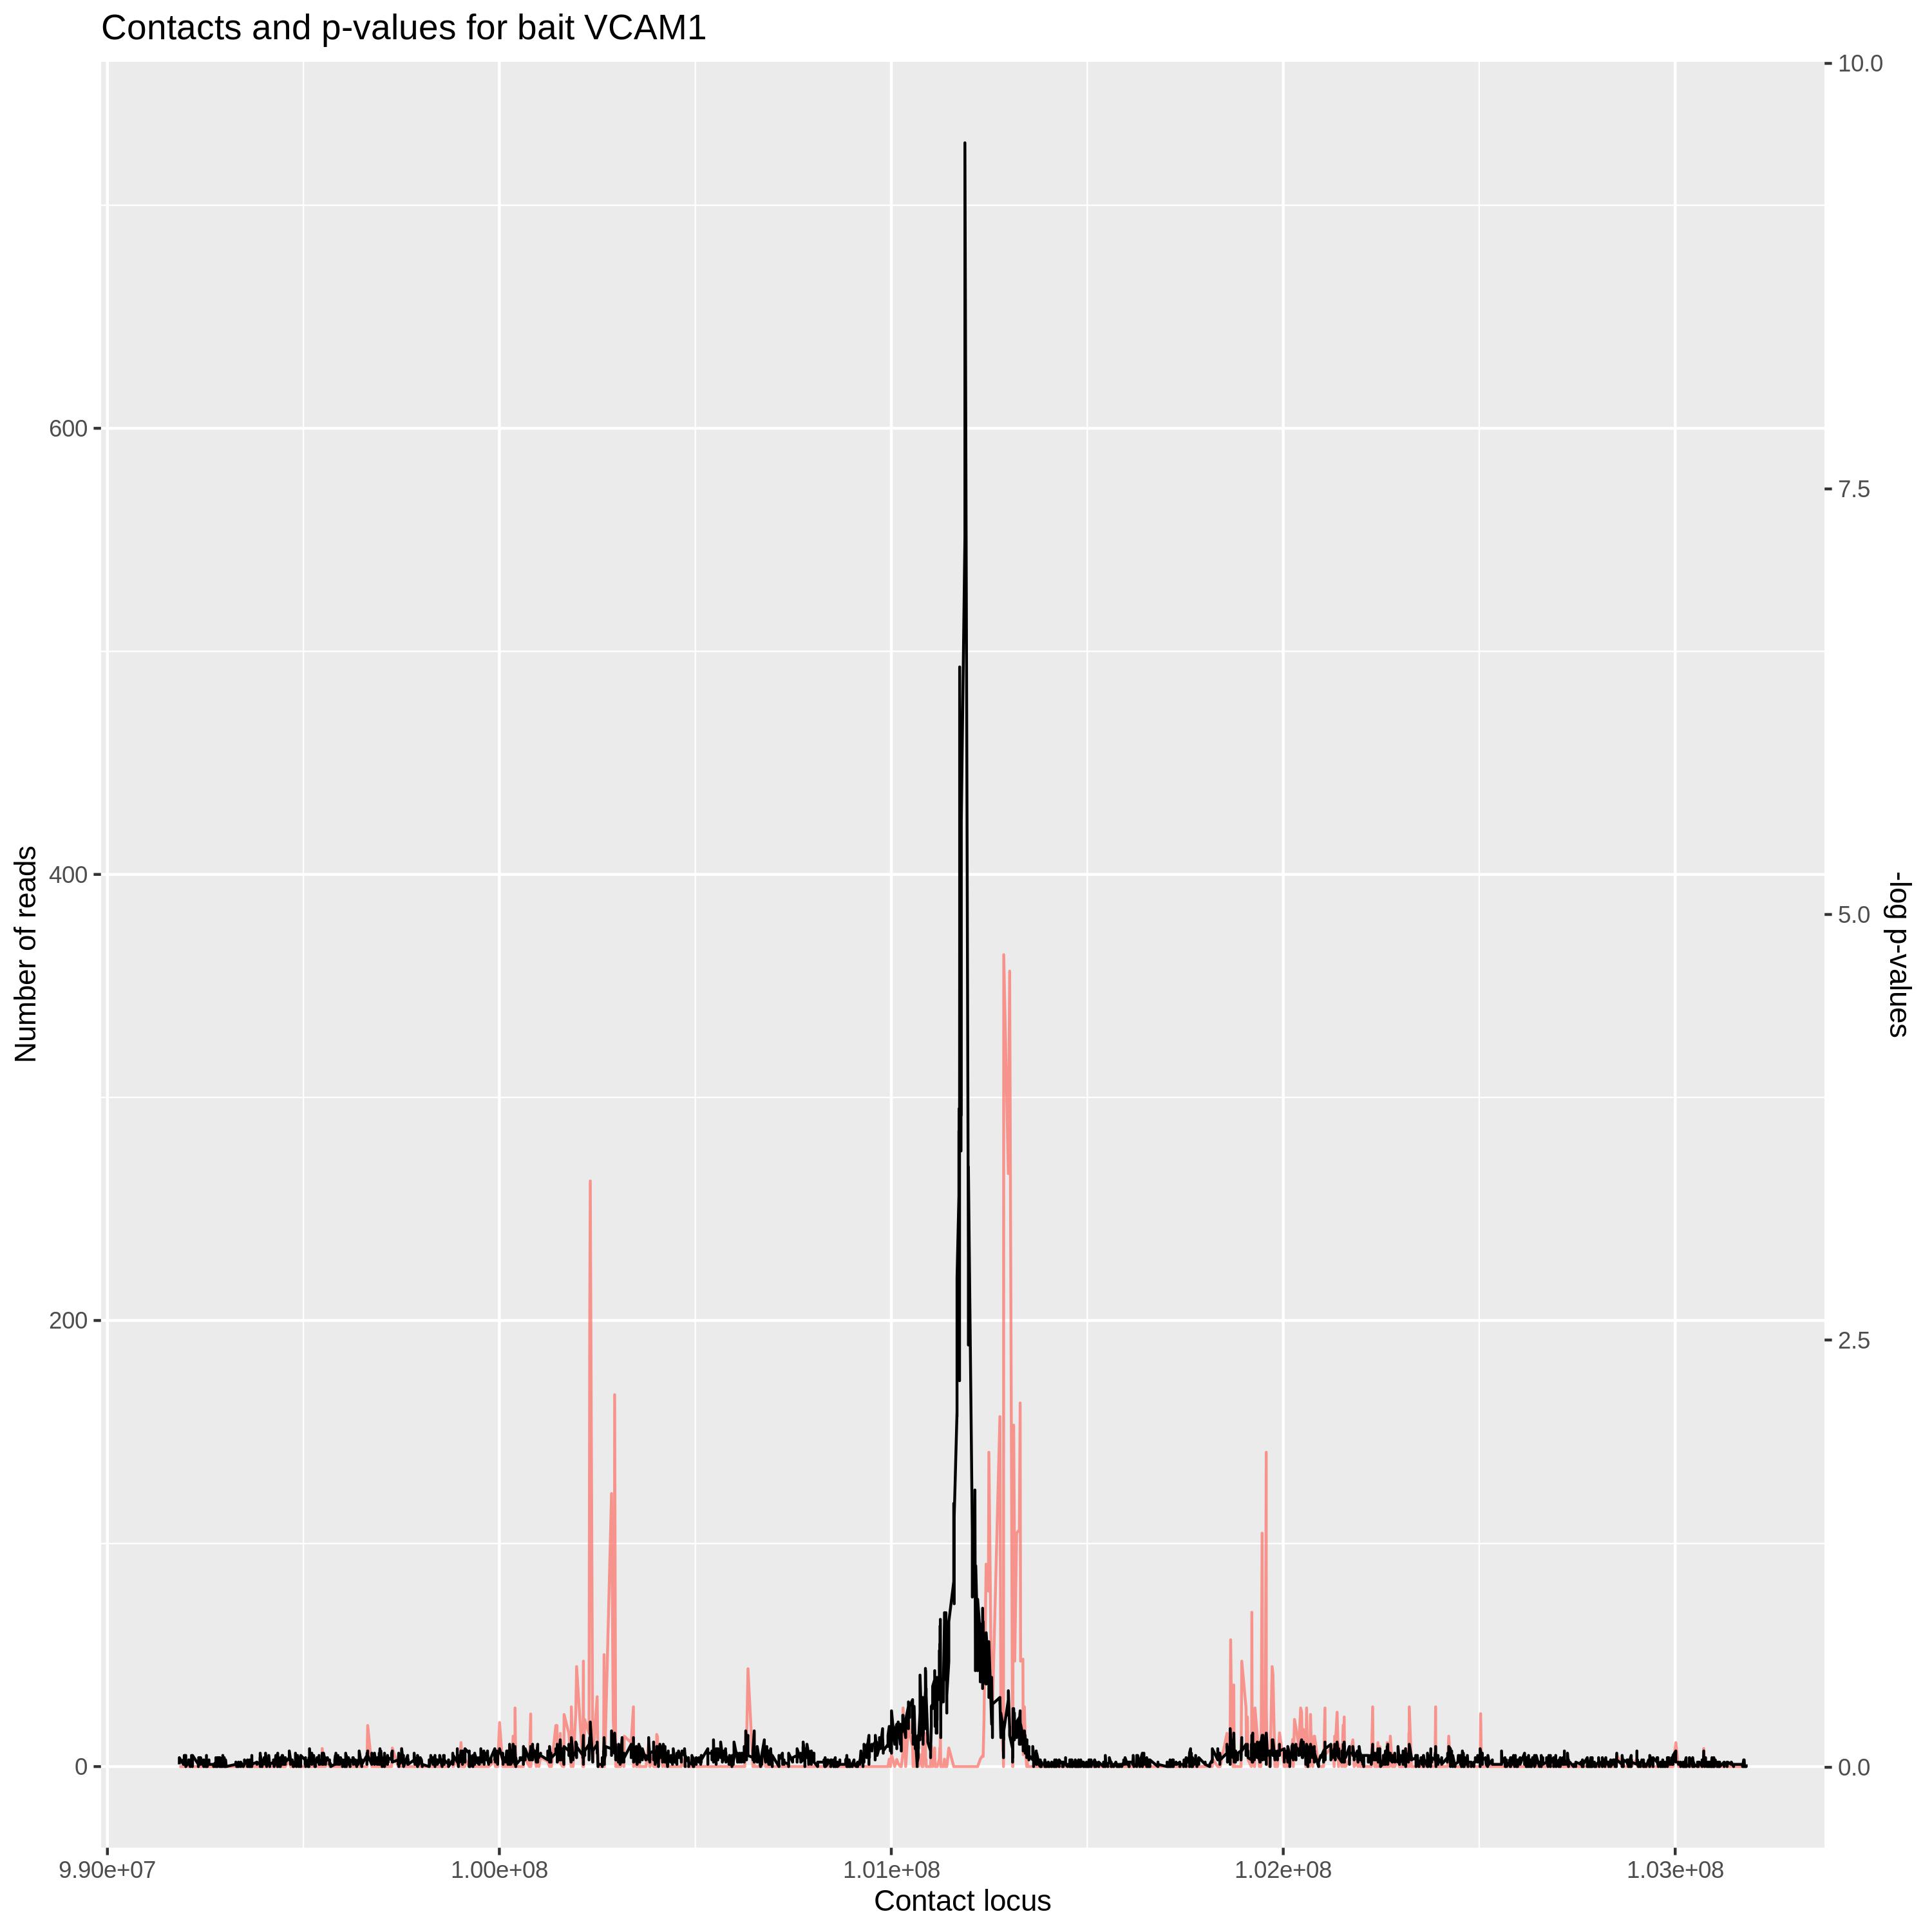 Contacts and p-values for bait VCAM1
10.0
600
7.5
400
5.0
Number of reads
-log p-values
200
2.5
0
0.0
9.90e+07 1.00e+08 1.01e+08 1.02e+08 1.03e+08
Contact locus